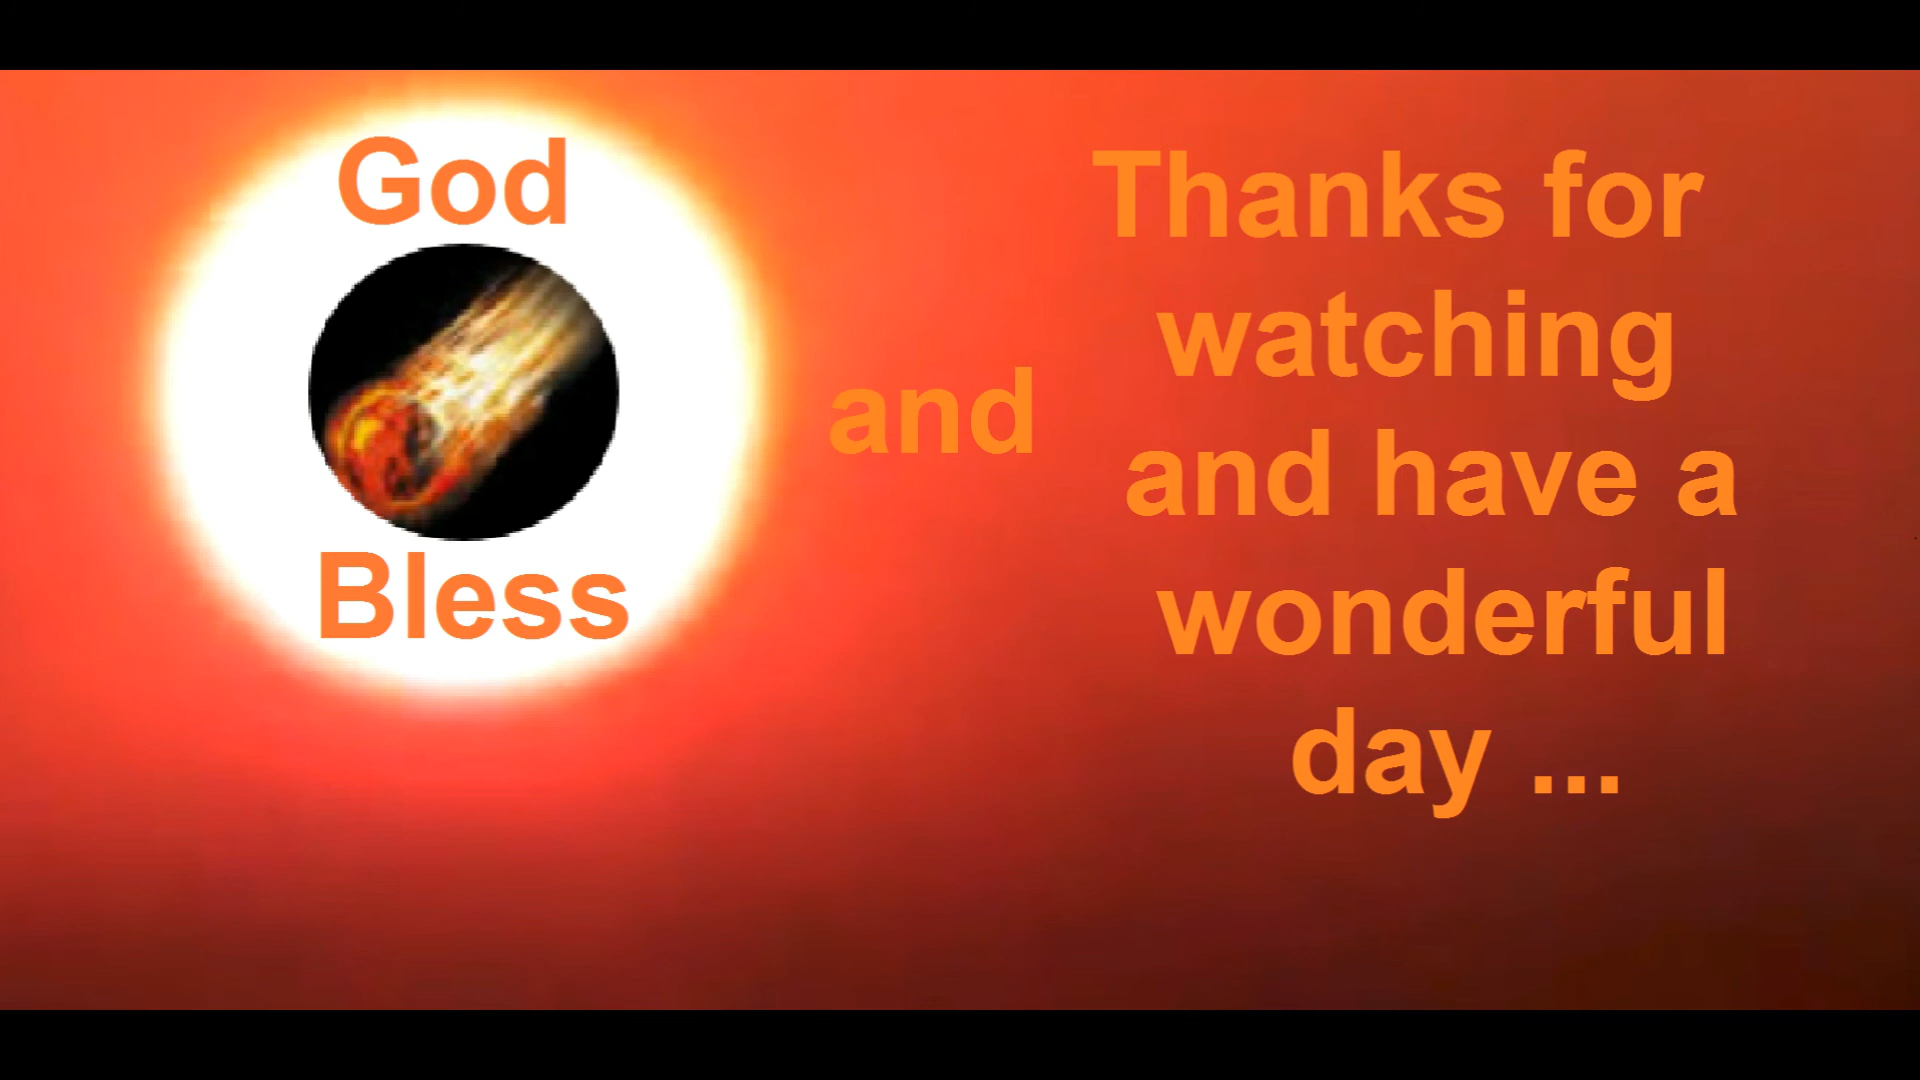 God
Bless
and
Thanks for
watching
and have a
wonderful
day ...